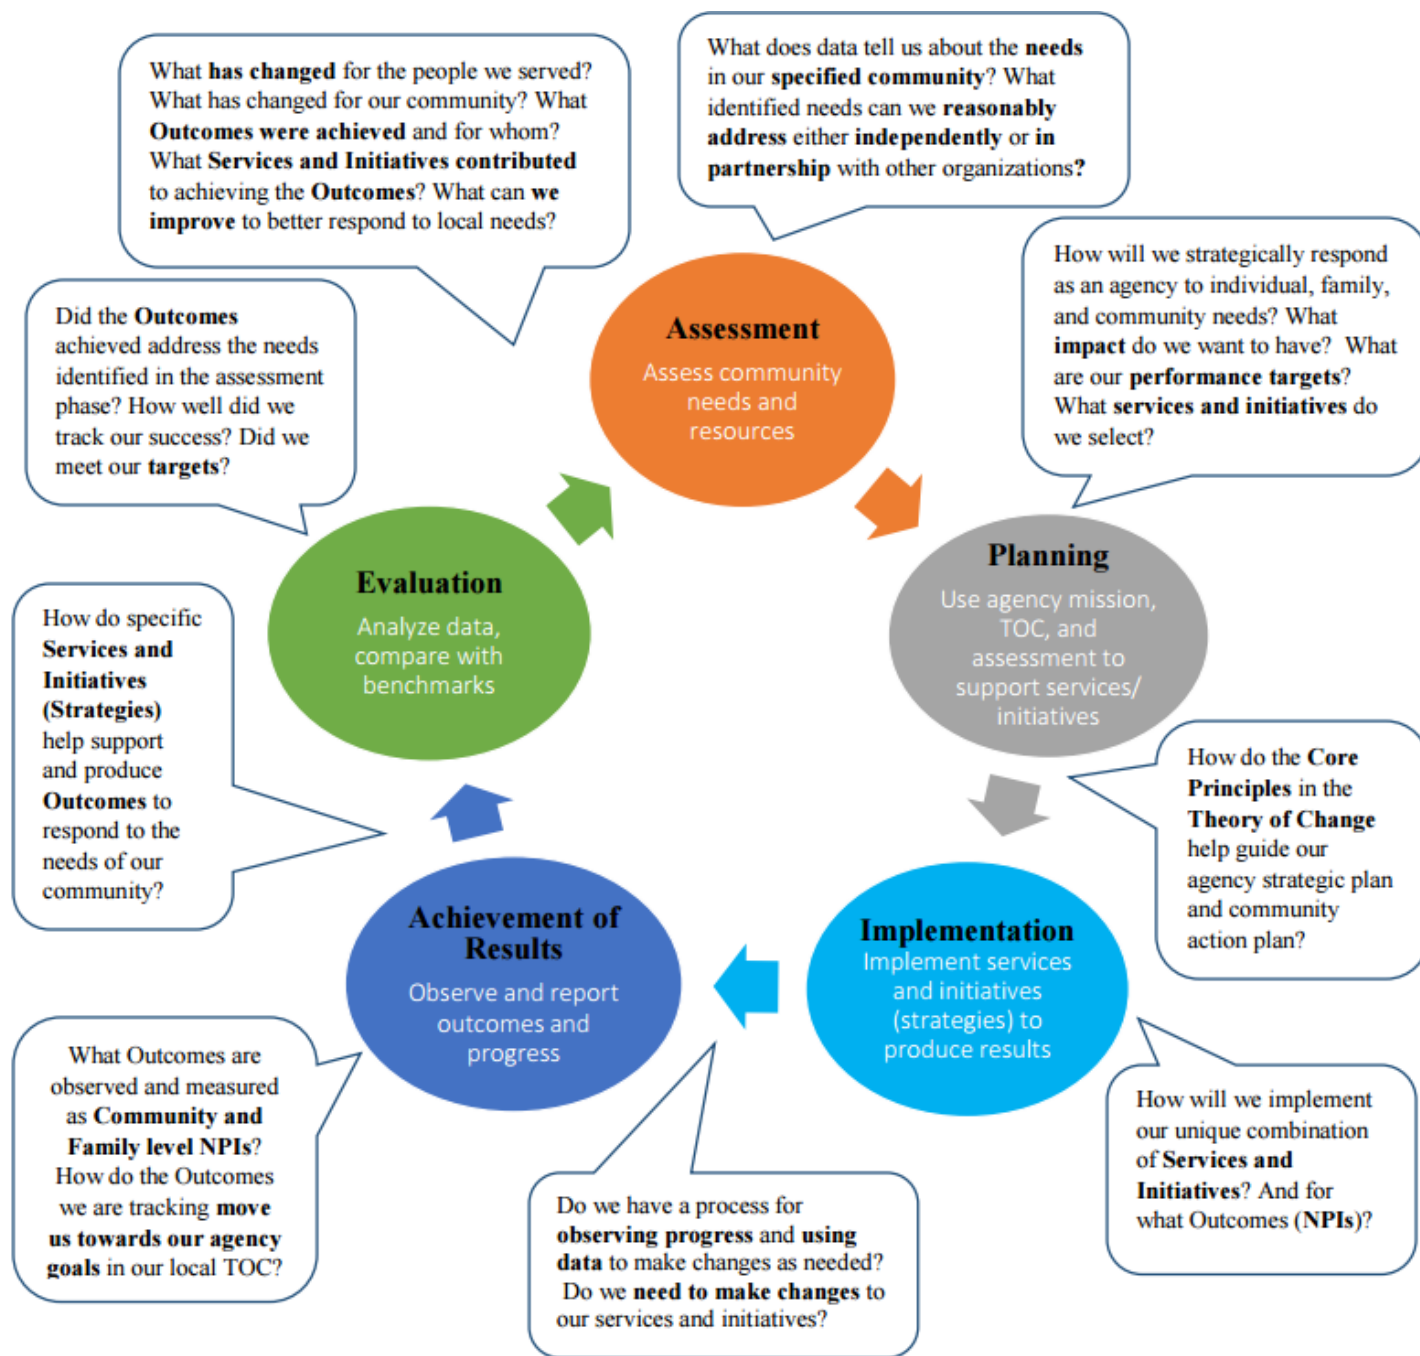 What has changed for the people we served?
What has changed for our community? What
Outcomes were achieved and for whom?
What Services and Initiatives contributed
to achieving the Outcomes? What can we
improve to better respond to local needs?
What does data tell us about the needs
in our specified community? What
identified needs can we reasonably
address either independently or in
partnership with other organizations?
How will we strategically respond
as an agency to individual, family,
and community needs? What
impact do we want to have? What
are our performance targets?
What services and initiatives do
we select?
Did the Outcomes
achieved address the needs
identified in the assessment
phase? How well did we
track our success? Did we
meet our targets?
Assessment
Assess community
needs and
resources
Evaluation
Analyze data,
compare with
benchmarks
Planning
Use agency mission,
TOC, and
assessment to
support services/
initiatives
How do specific
Services and
Initiatives
(Strategies)
help support
and produce
Outcomes to
respond to the
needs of our
community?
How do the Core
Principles in the
Theory of Change
help guide our
agency strategic plan
and community
action plan?
Achievement of
Results
Observe and report
outcomes and
progress
Implementation
Implement services
and initiatives
(strategies) to
produce results
What Outcomes are
observed and measured
as Community and
Family level NPIs?
How do the Outcomes
we are tracking move
us towards our agency
goals in our local TOC?
Do we have a process for
observing progress and using
data to make changes as needed?
Do we need to make changes to
our services and initiatives?
How will we implement
our unique combination
of Services and
Initiatives? And for
what Outcomes (NPIs)?